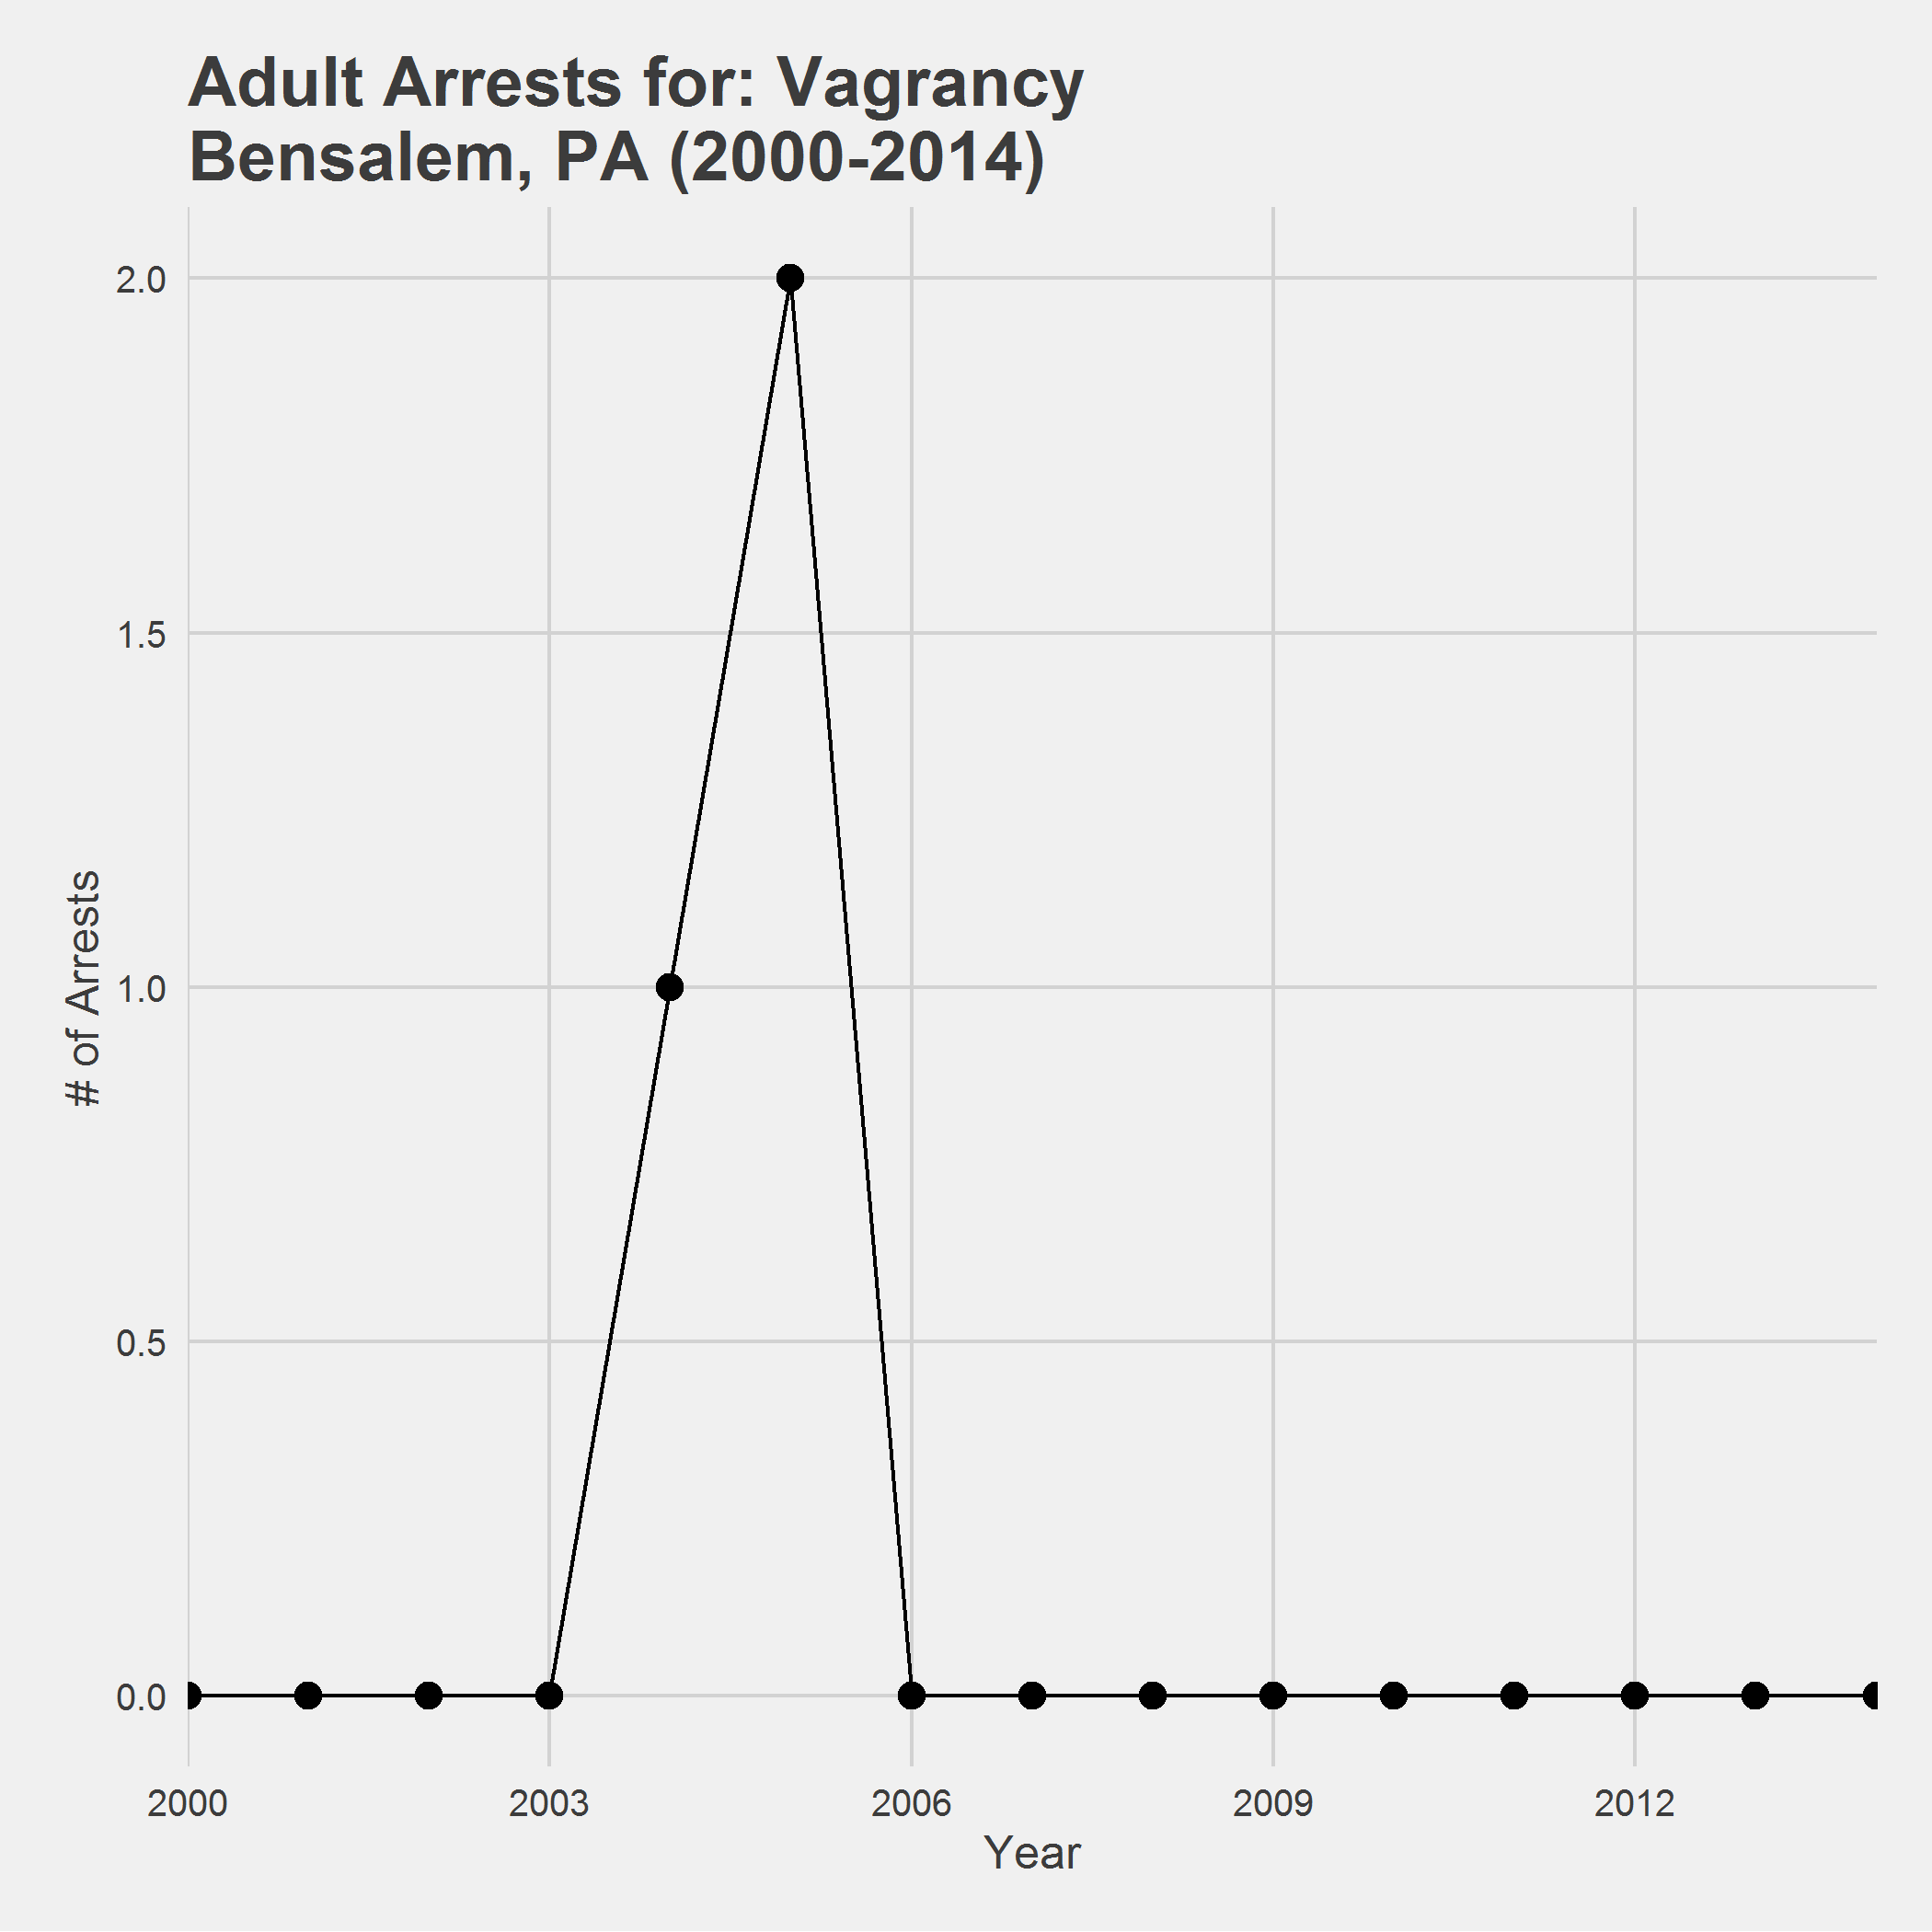 Adult Arrests for: Vagrancy
Bensalem, PA (2000-2014)
2.0
1.5
1.0
0.5
0.0
# of Arrests
2000 2003 2006 2009 2012
Year